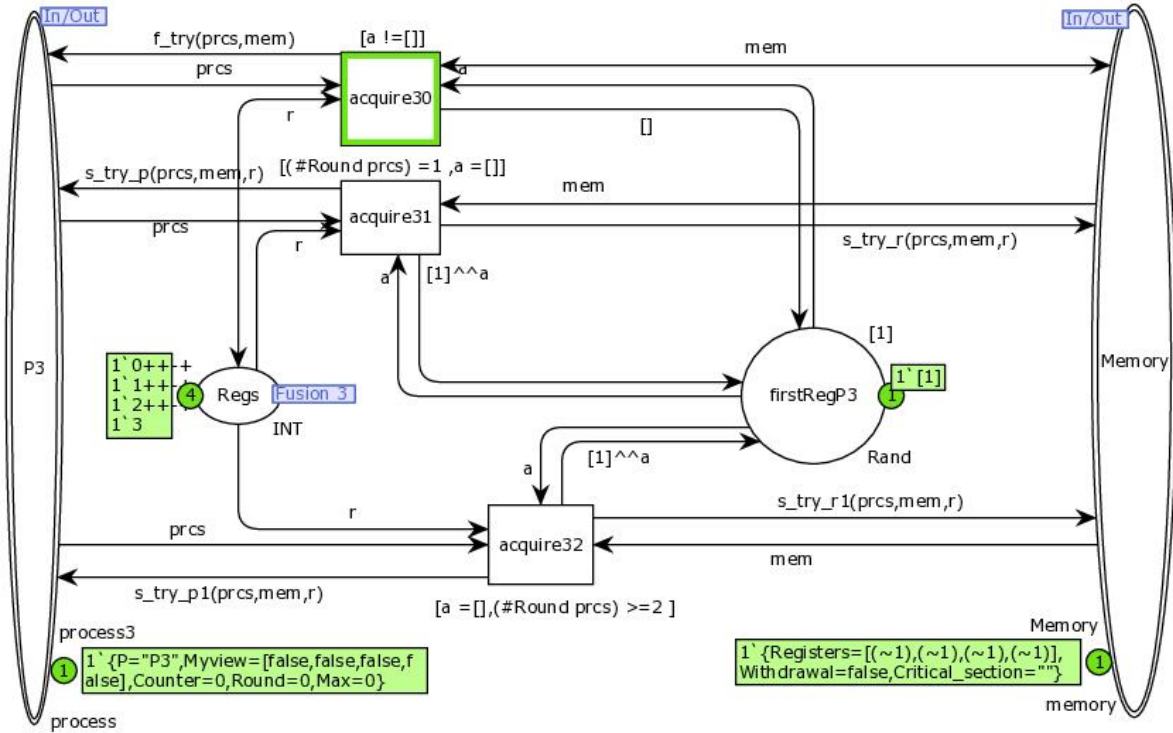 In/Out
In/Out
f_try(prcs,mem)
[a !=[]]
mem
prcs
a
acquire30
r
[]
[(#Round prcs) =1 ,a =[]]
s_try_p(prcs,mem,r)
mem
acquire31
prcs
r
s_try_r(prcs,mem,r)
a
[1]^^a
[1]
P3
Memory
1`0++
1`1++
1`2++
1`3
4
Regs
Fusion 3
INT
firstRegP3
1
1`[1]
Rand
a
[1]^^a
r
s_try_r1(prcs,mem,r)
prcs
acquire32
mem
s_try_p1(prcs,mem,r)
[a =[],(#Round prcs) >=2 ]
process3
Memory
1
1`{P="P3",Myview=[false,false,false,f
alse],Counter=0,Round=0,Max=0}
1`{Registers=[(~1),(~1),(~1),(~1)],
Withdrawal=false,Critical_section=""}
1
process
memory